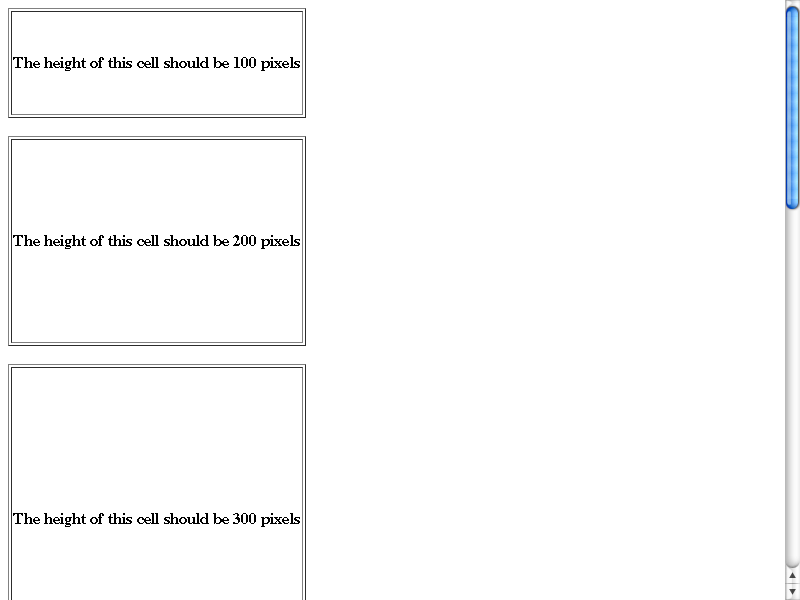 The height of this cell should be 100 pixels
The height of this cell should be 200 pixels
The height of this cell should be 300 pixels